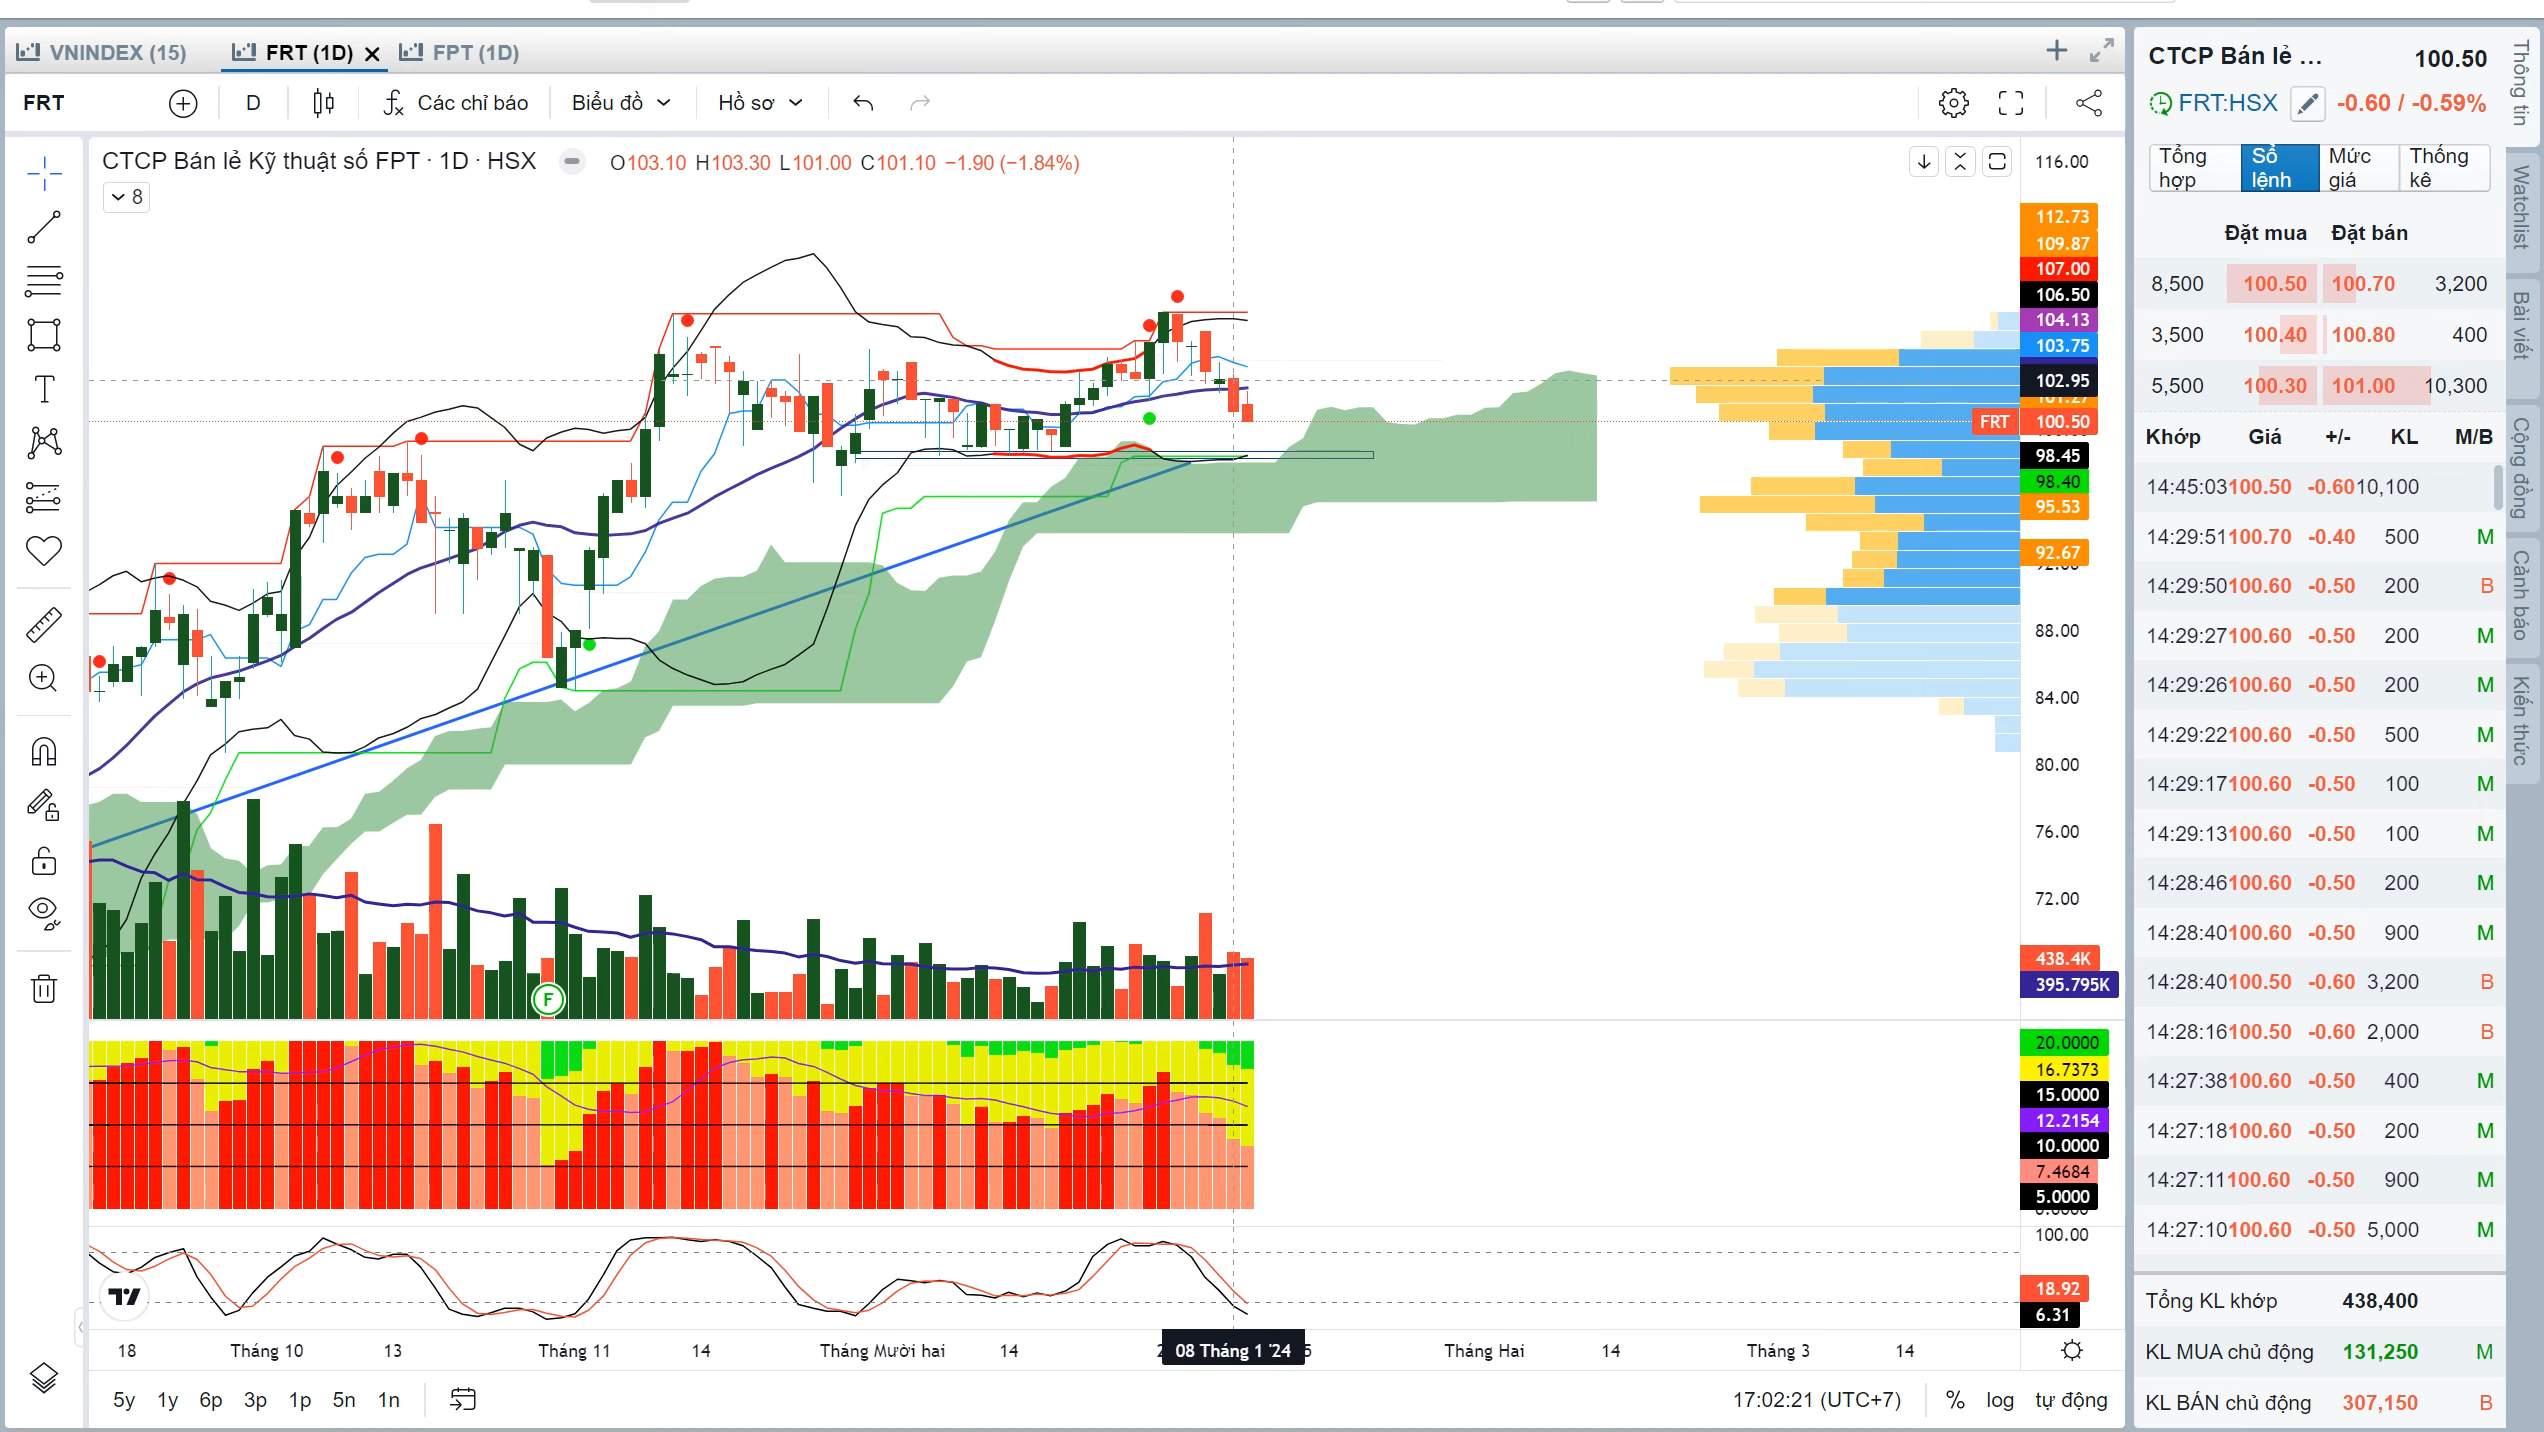 VNINDEX (15) FRT (1D) FPT (1D)
FRT D Các chỉ báo Biểu đồ Hồ sơ
CTCP Bán lẻ Kỹ thuật số FPT · 1D · HSX O103.10 H103.30 L101.00 C101.10 −1.90 (−1.84%)
8
116.00
112.73
109.87
107.00
106.50
104.13
103.75
102.95
FRT 100.50
98.45
98.40
95.53
92.67
88.00
84.00
80.00
76.00
72.00
438.4K
395.795K
F
20.0000
16.7373
15.0000
12.2154
10.0000
7.4684
5.0000
100.00
18.92
6.31
18 Tháng 10 13 Tháng 11 14 Tháng Mười hai 14 08 Tháng 1 '24 Tháng Hai 14 Tháng 3 14
5y 1y 6p 3p 1p 5n 1n 17:02:21 (UTC+7) % log tự động
CTCP Bán lẻ ... 100.50
FRT:HSX -0.60 / -0.59%
Tổng hợp Sổ lệnh Mức giá Thống kê
Đặt mua Đặt bán
8,500 100.50 100.70 3,200
3,500 100.40 100.80 400
5,500 100.30 101.00 10,300
Khớp Giá +/- KL M/B
14:45:03 100.50 -0.60 10,100
14:29:51 100.70 -0.40 500 M
14:29:50 100.60 -0.50 200 B
14:29:27 100.60 -0.50 200 M
14:29:26 100.60 -0.50 200 M
14:29:22 100.60 -0.50 500 M
14:29:17 100.60 -0.50 100 M
14:29:13 100.60 -0.50 100 M
14:28:46 100.60 -0.50 200 M
14:28:40 100.60 -0.50 900 M
14:28:40 100.50 -0.60 3,200 B
14:28:16 100.50 -0.60 2,000 B
14:27:38 100.60 -0.50 400 M
14:27:18 100.60 -0.50 200 M
14:27:11 100.60 -0.50 900 M
14:27:10 100.60 -0.50 5,000 M
Tổng KL khớp 438,400
KL MUA chủ động 131,250 M
KL BÁN chủ động 307,150 B
Thông tin
Watchlist
Bài viết
Cộng đồng
Cảnh báo
Kiến thức